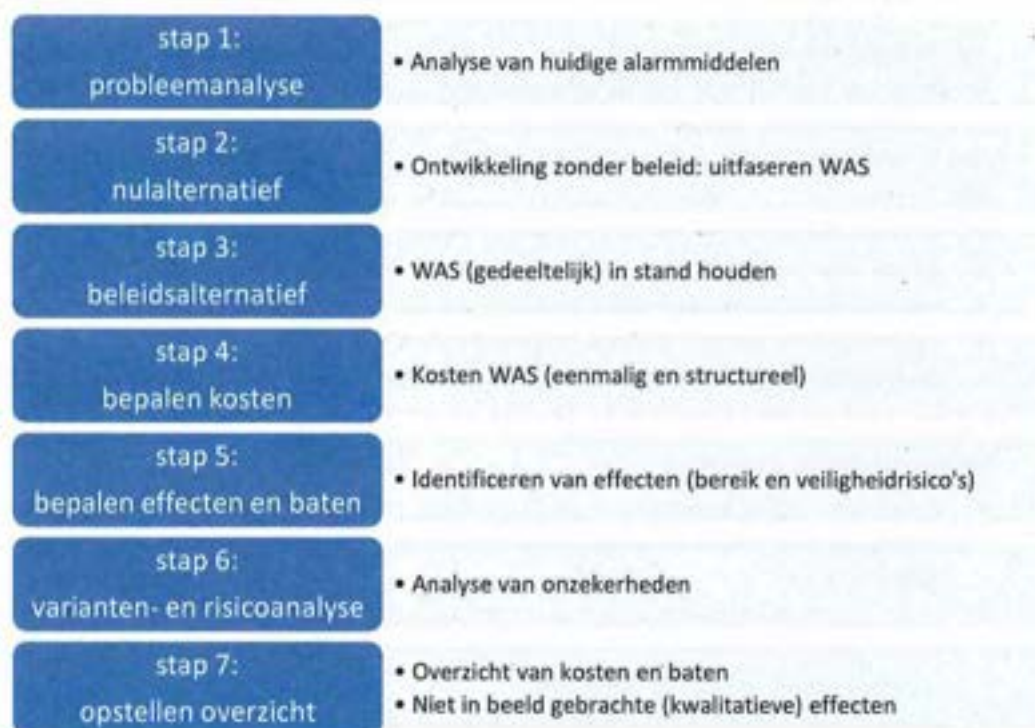 stap 1:
probleemanalyse
• Analyse van huidige alarmmiddelen
stap 2:
nulalternatief
• Ontwikkeling zonder beleid: uitfaseren WAS
stap 3:
beleidsalternatief
• WAS (gedeeltelijk) in stand houden
stap 4:
bepalen kosten
• Kosten WAS (eenmalig en structureel)
stap 5:
bepalen effecten en baten
• Identificeren van effecten (bereik en veiligheidrisico's)
stap 6:
varianten- en risicoanalyse
• Analyse van onzekerheden
stap 7:
opstellen overzicht
• Overzicht van kosten en baten
• Niet in beeld gebrachte (kwalitatieve) effecten